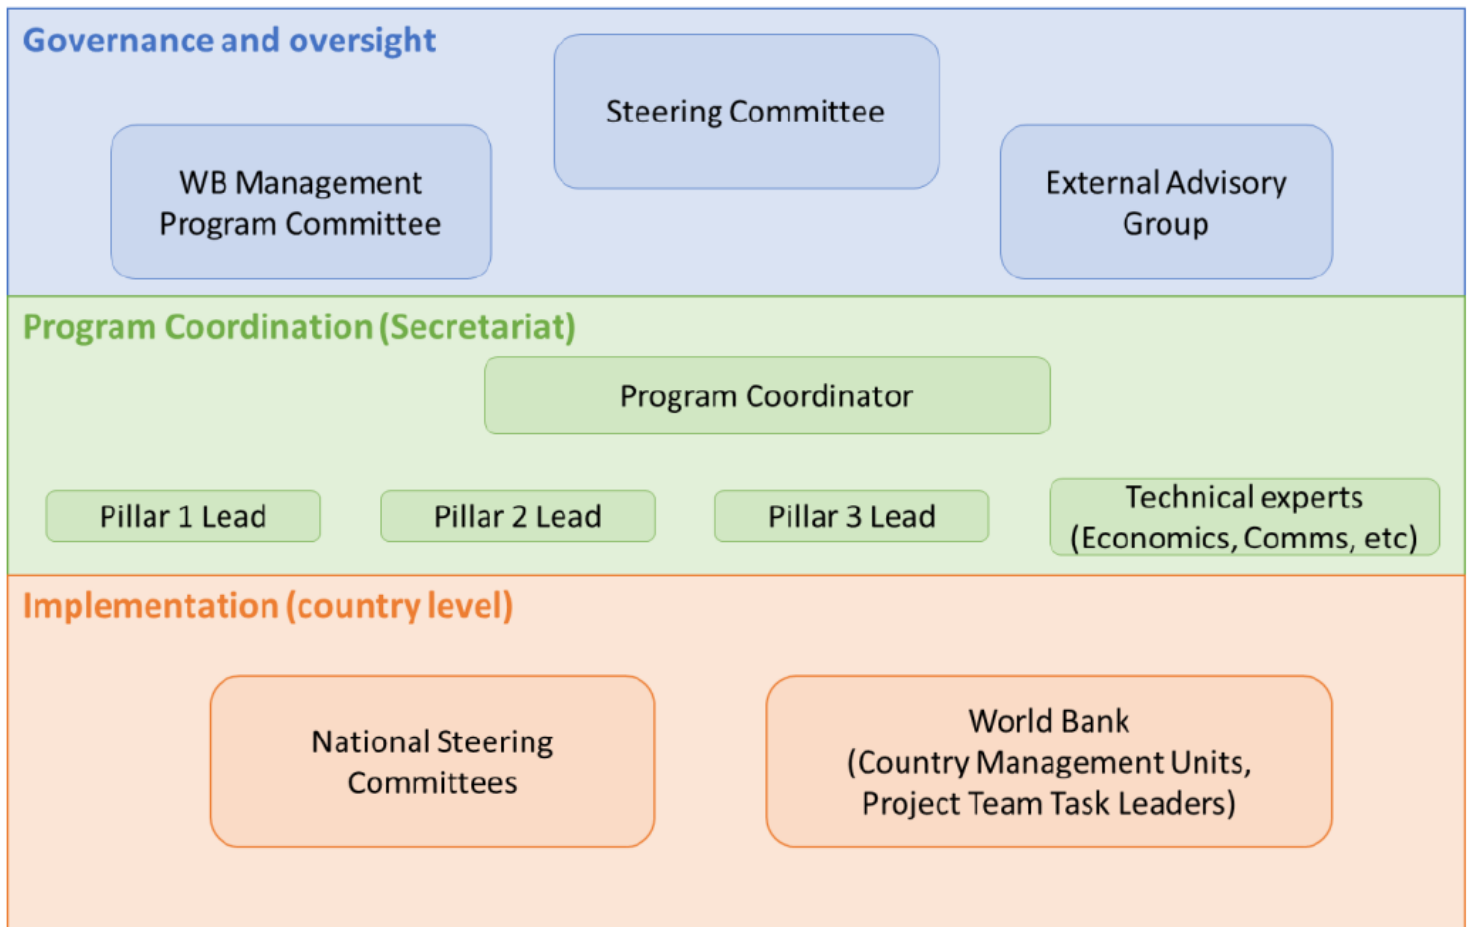 Governance and oversight
Steering Committee
WB Management
Program Committee
External Advisory
Group
Program Coordination (Secretariat)
Program Coordinator
Pillar 1 Lead
Pillar 2 Lead
Pillar 3 Lead
Technical experts
(Economics, Comms, etc)
Implementation (country level)
National Steering
Committees
World Bank
(Country Management Units,
Project Team Task Leaders)